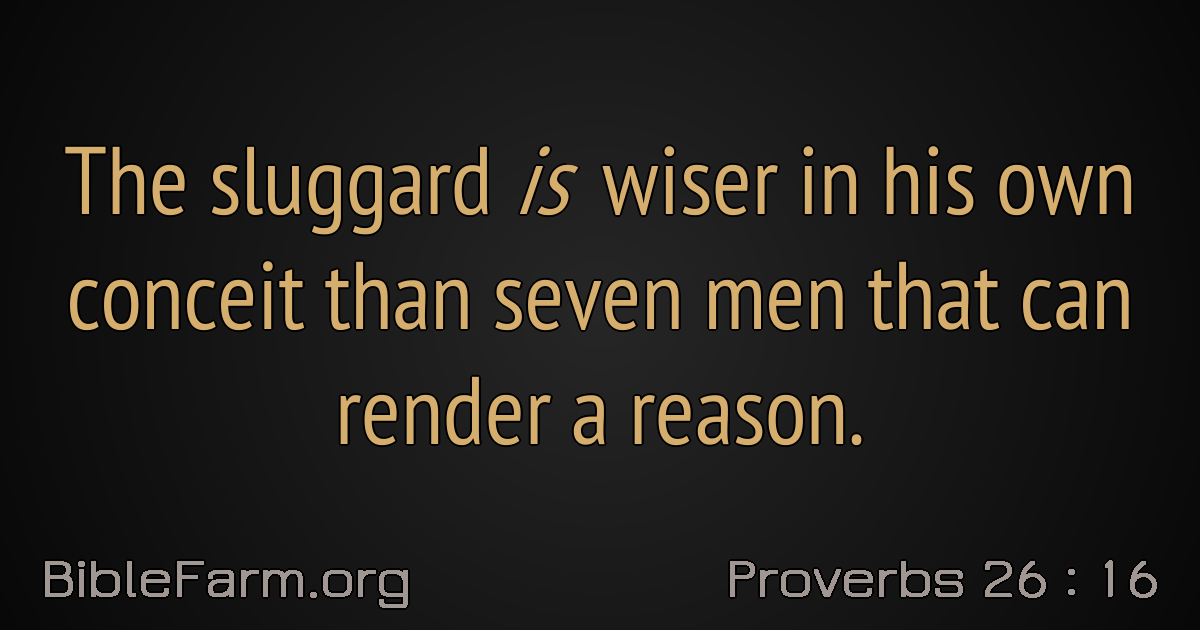 The sluggard is wiser in his own
conceit than seven men that can
render a reason.
BibleFarm.org
Proverbs 26 : 16